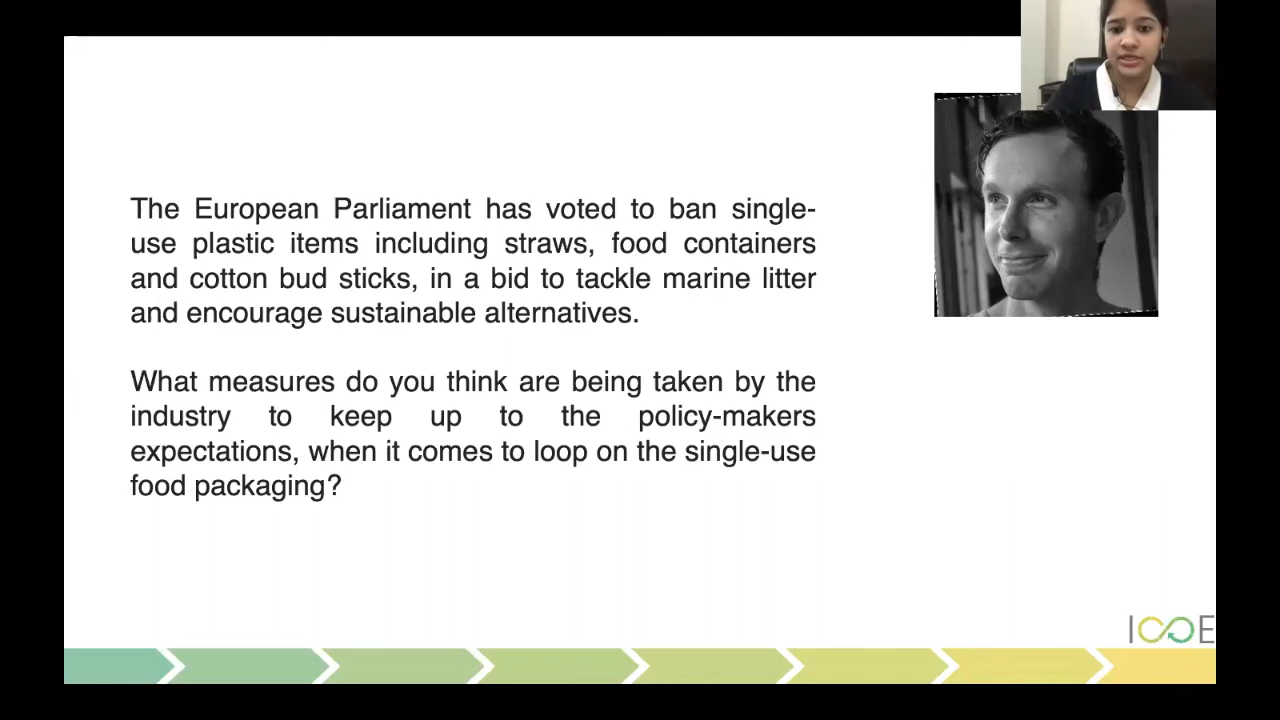 The European Parliament has voted to ban single-
use plastic items including straws, food containers
and cotton bud sticks, in a bid to tackle marine litter
and encourage sustainable alternatives.
What measures do you think are being taken by the
industry to keep up to the policy-makers
expectations, when it comes to loop on the single-use
food packaging?
ICCE